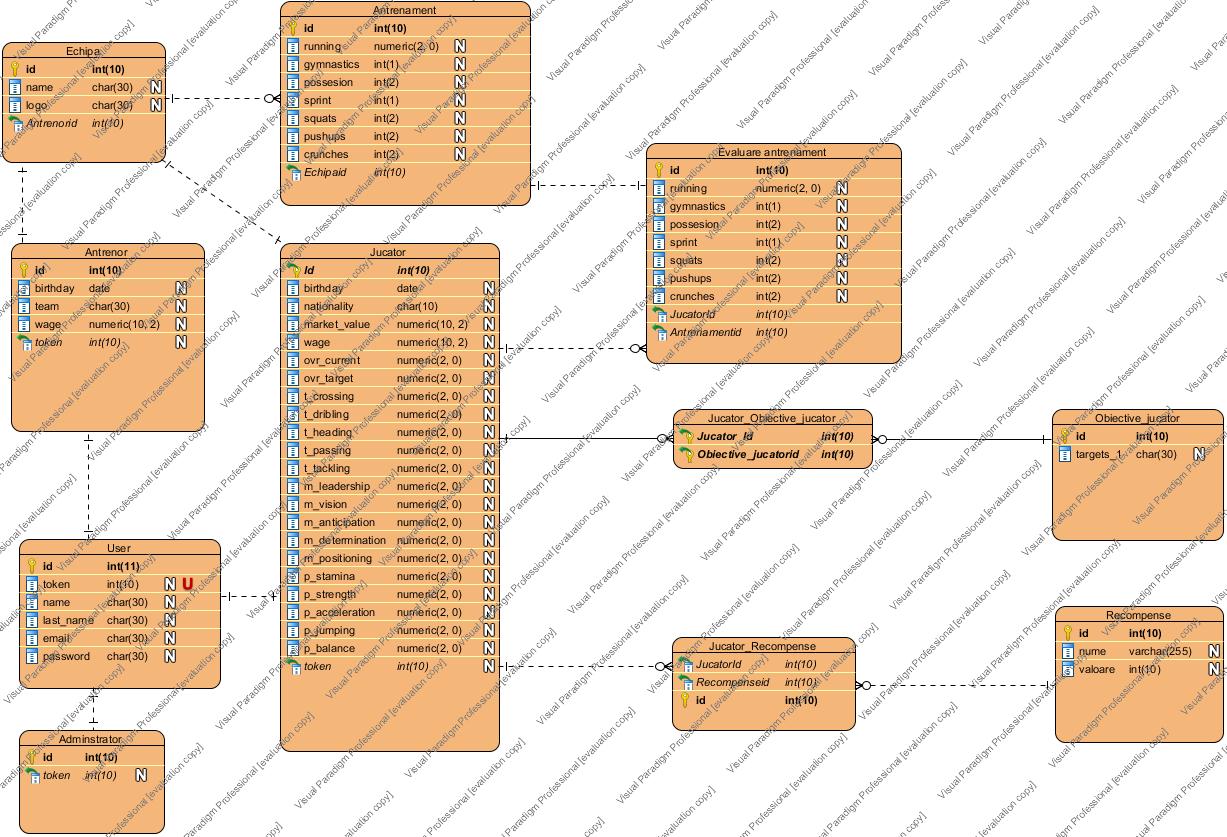 Echipa
id int(10)
name char(30) N
logo char(30) N
Antrenorid int(10)
Antrenament
id int(10)
running numeric(2, 0) N
gymnastics int(1) N
possesion int(2) N
sprint int(1) N
squats int(2) N
pushups int(2) N
crunches int(2) N
Echipaid int(10)
Evaluare antrenament
id int(10)
running numeric(2, 0) N
gymnastics int(1) N
possesion int(2) N
sprint int(1) N
squats int(2) N
pushups int(2) N
crunches int(2) N
JucatorId int(10)
Antrenamentid int(10)
Antrenor
id int(10)
birthday date N
team char(30) N
wage numeric(10, 2) N
token int(10) N
Jucator
Id int(10)
birthday date N
nationality char(10) N
market_value numeric(10, 2) N
wage numeric(10, 2) N
ovr_current numeric(2, 0) N
ovr_target numeric(2, 0) N
t_crossing numeric(2, 0) N
t_dribling numeric(2, 0) N
t_heading numeric(2, 0) N
t_passing numeric(2, 0) N
t_tackling numeric(2, 0) N
m_leadership numeric(2, 0) N
m_vision numeric(2, 0) N
m_anticipation numeric(2, 0) N
m_determination numeric(2, 0) N
m_positioning numeric(2, 0) N
p_stamina numeric(2, 0) N
p_strength numeric(2, 0) N
p_acceleration numeric(2, 0) N
p_jumping numeric(2, 0) N
p_balance numeric(2, 0) N
token int(10) N
Jucator_Obiective_jucator
Jucator_Id int(10)
Obiective_jucatorid int(10)
Obiective_jucator
id int(10)
targets_1 char(30) N
User
id int(11)
token int(10) N U
name char(30) N
last_name char(30) N
email char(30) N
password char(30) N
Jucator_Recompense
JucatorId int(10)
Recompenseid int(10)
id int(10)
Recompense
id int(10)
nume varchar(255) N
valoare int(10) N
Adminstrator
id int(10)
token int(10) N
Visual Paradigm Professional [evaluation copy]